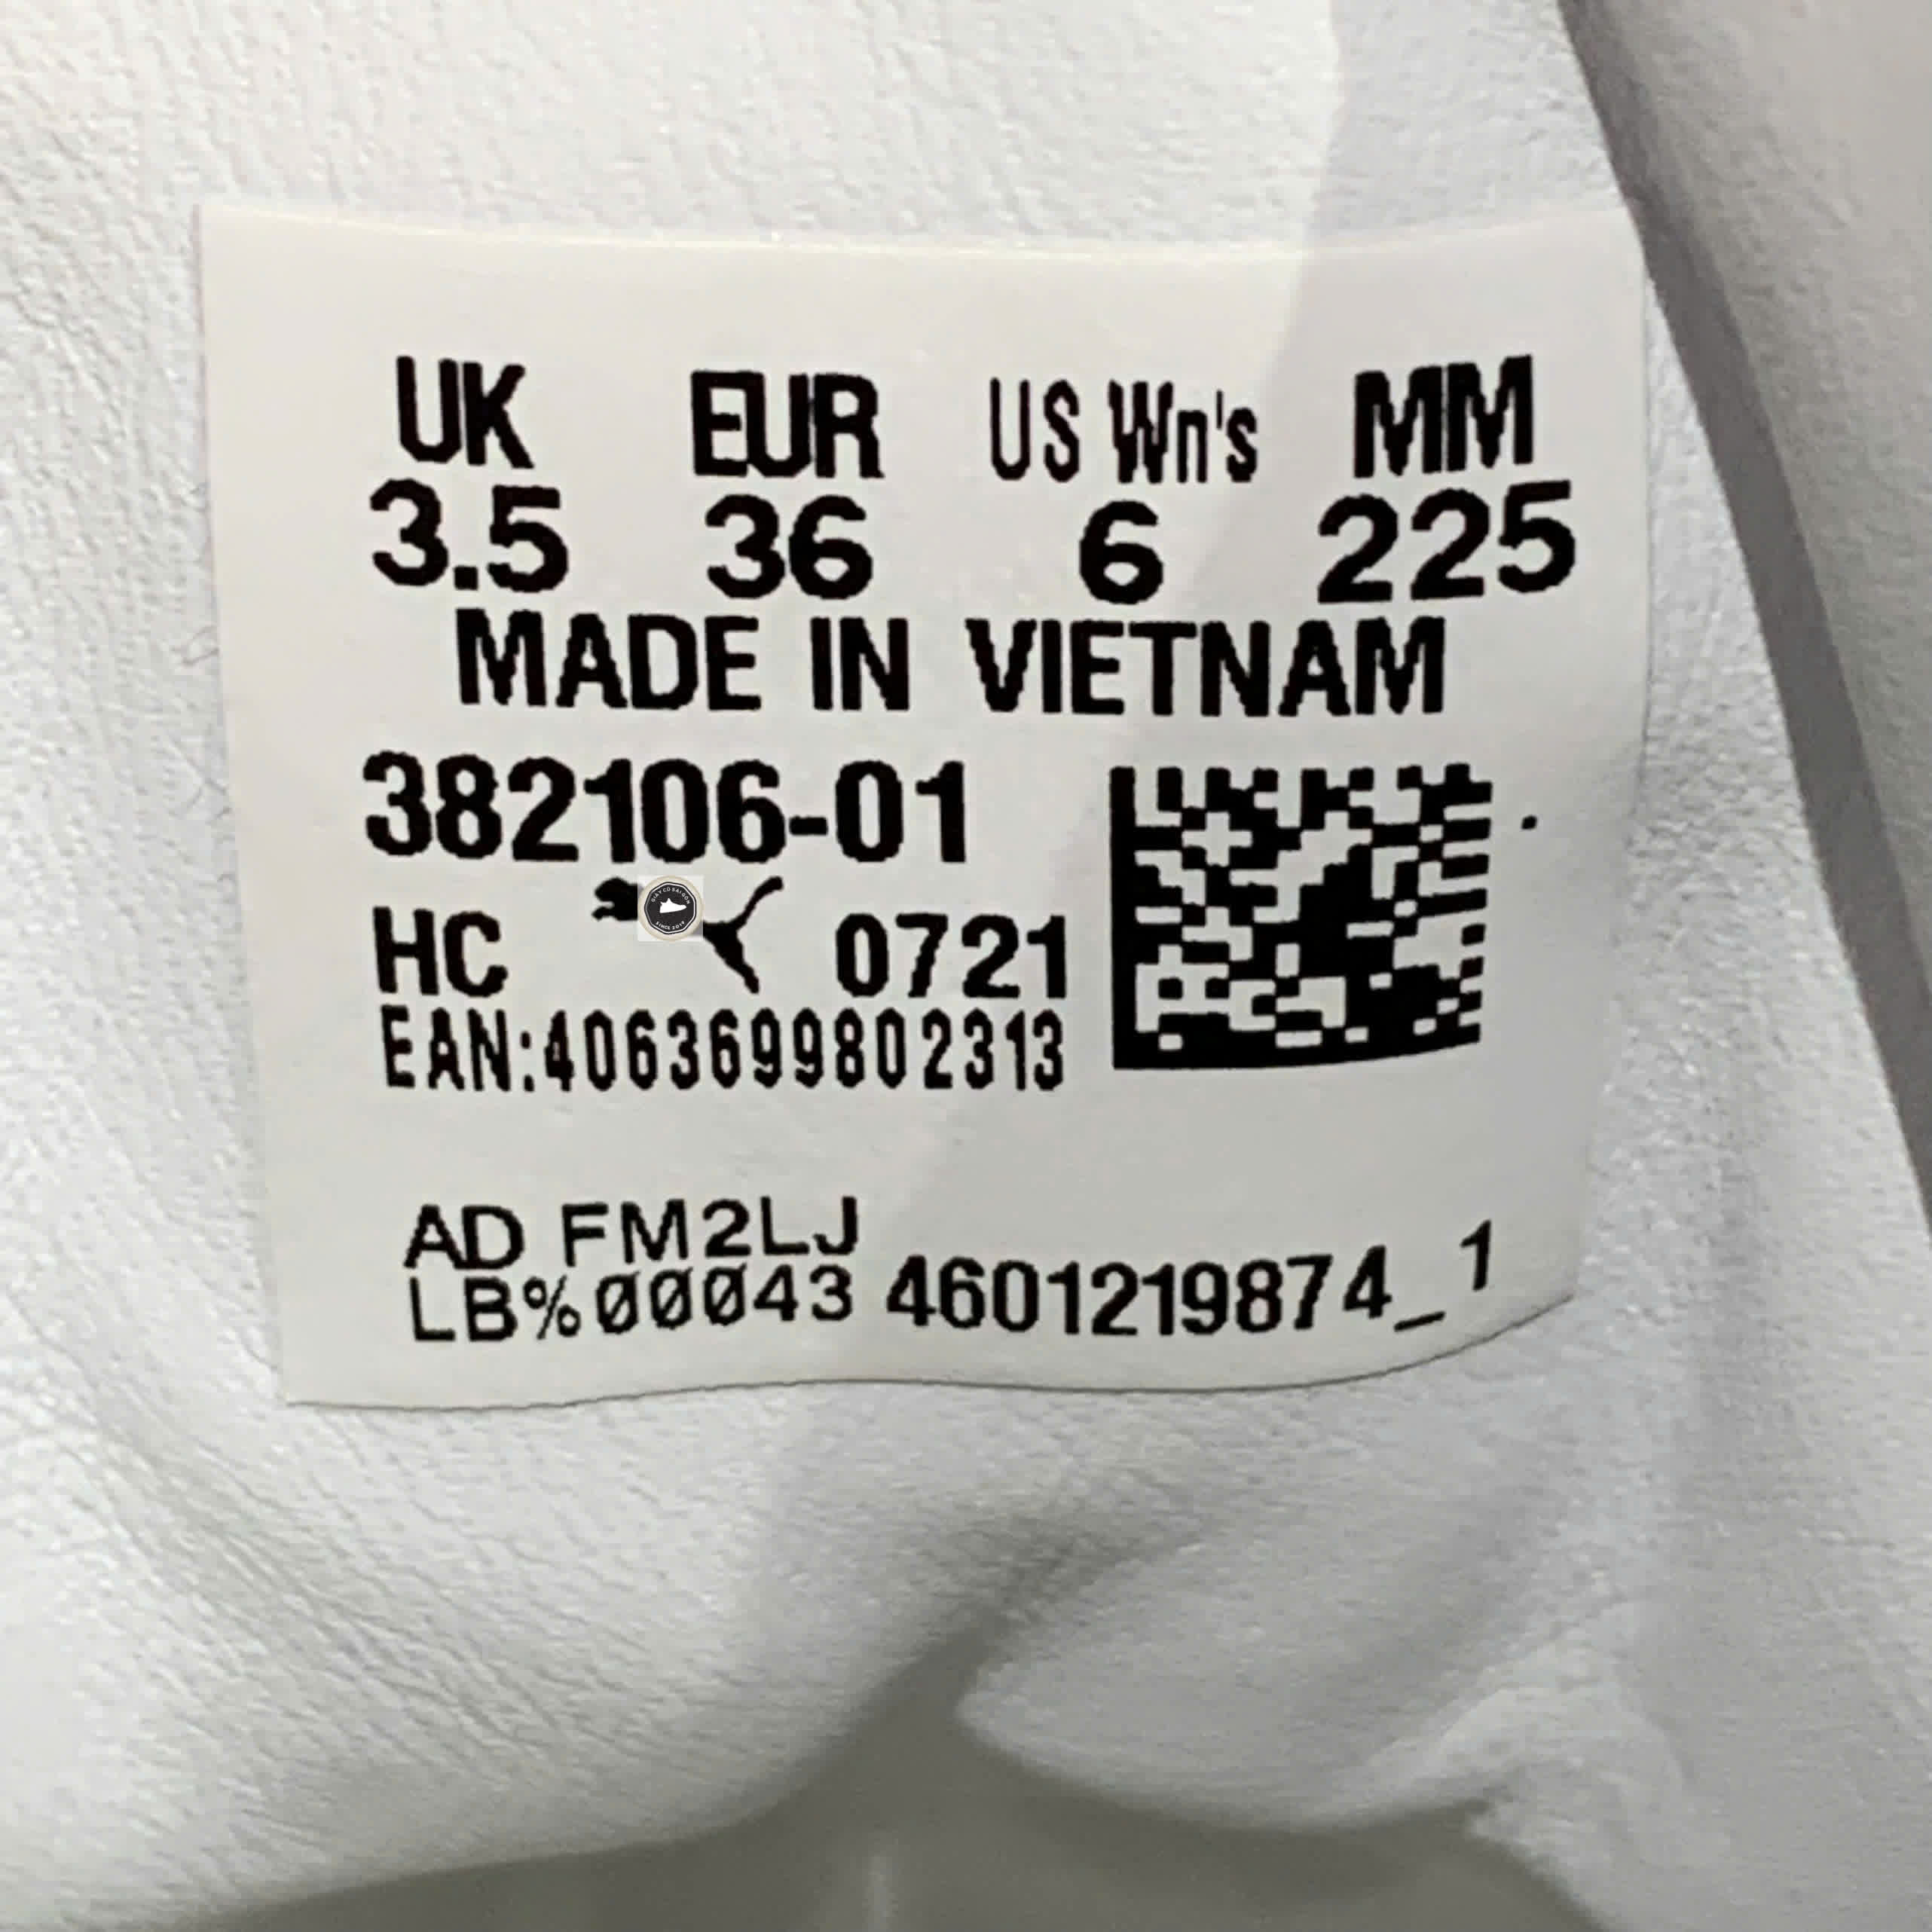 UK EUR US Wn's MM
3.5 36 6 225
MADE IN VIETNAM
382106-01
HC 0721
EAN:4063699802313
AD FM2LJ
LB%00043 4601219874_1